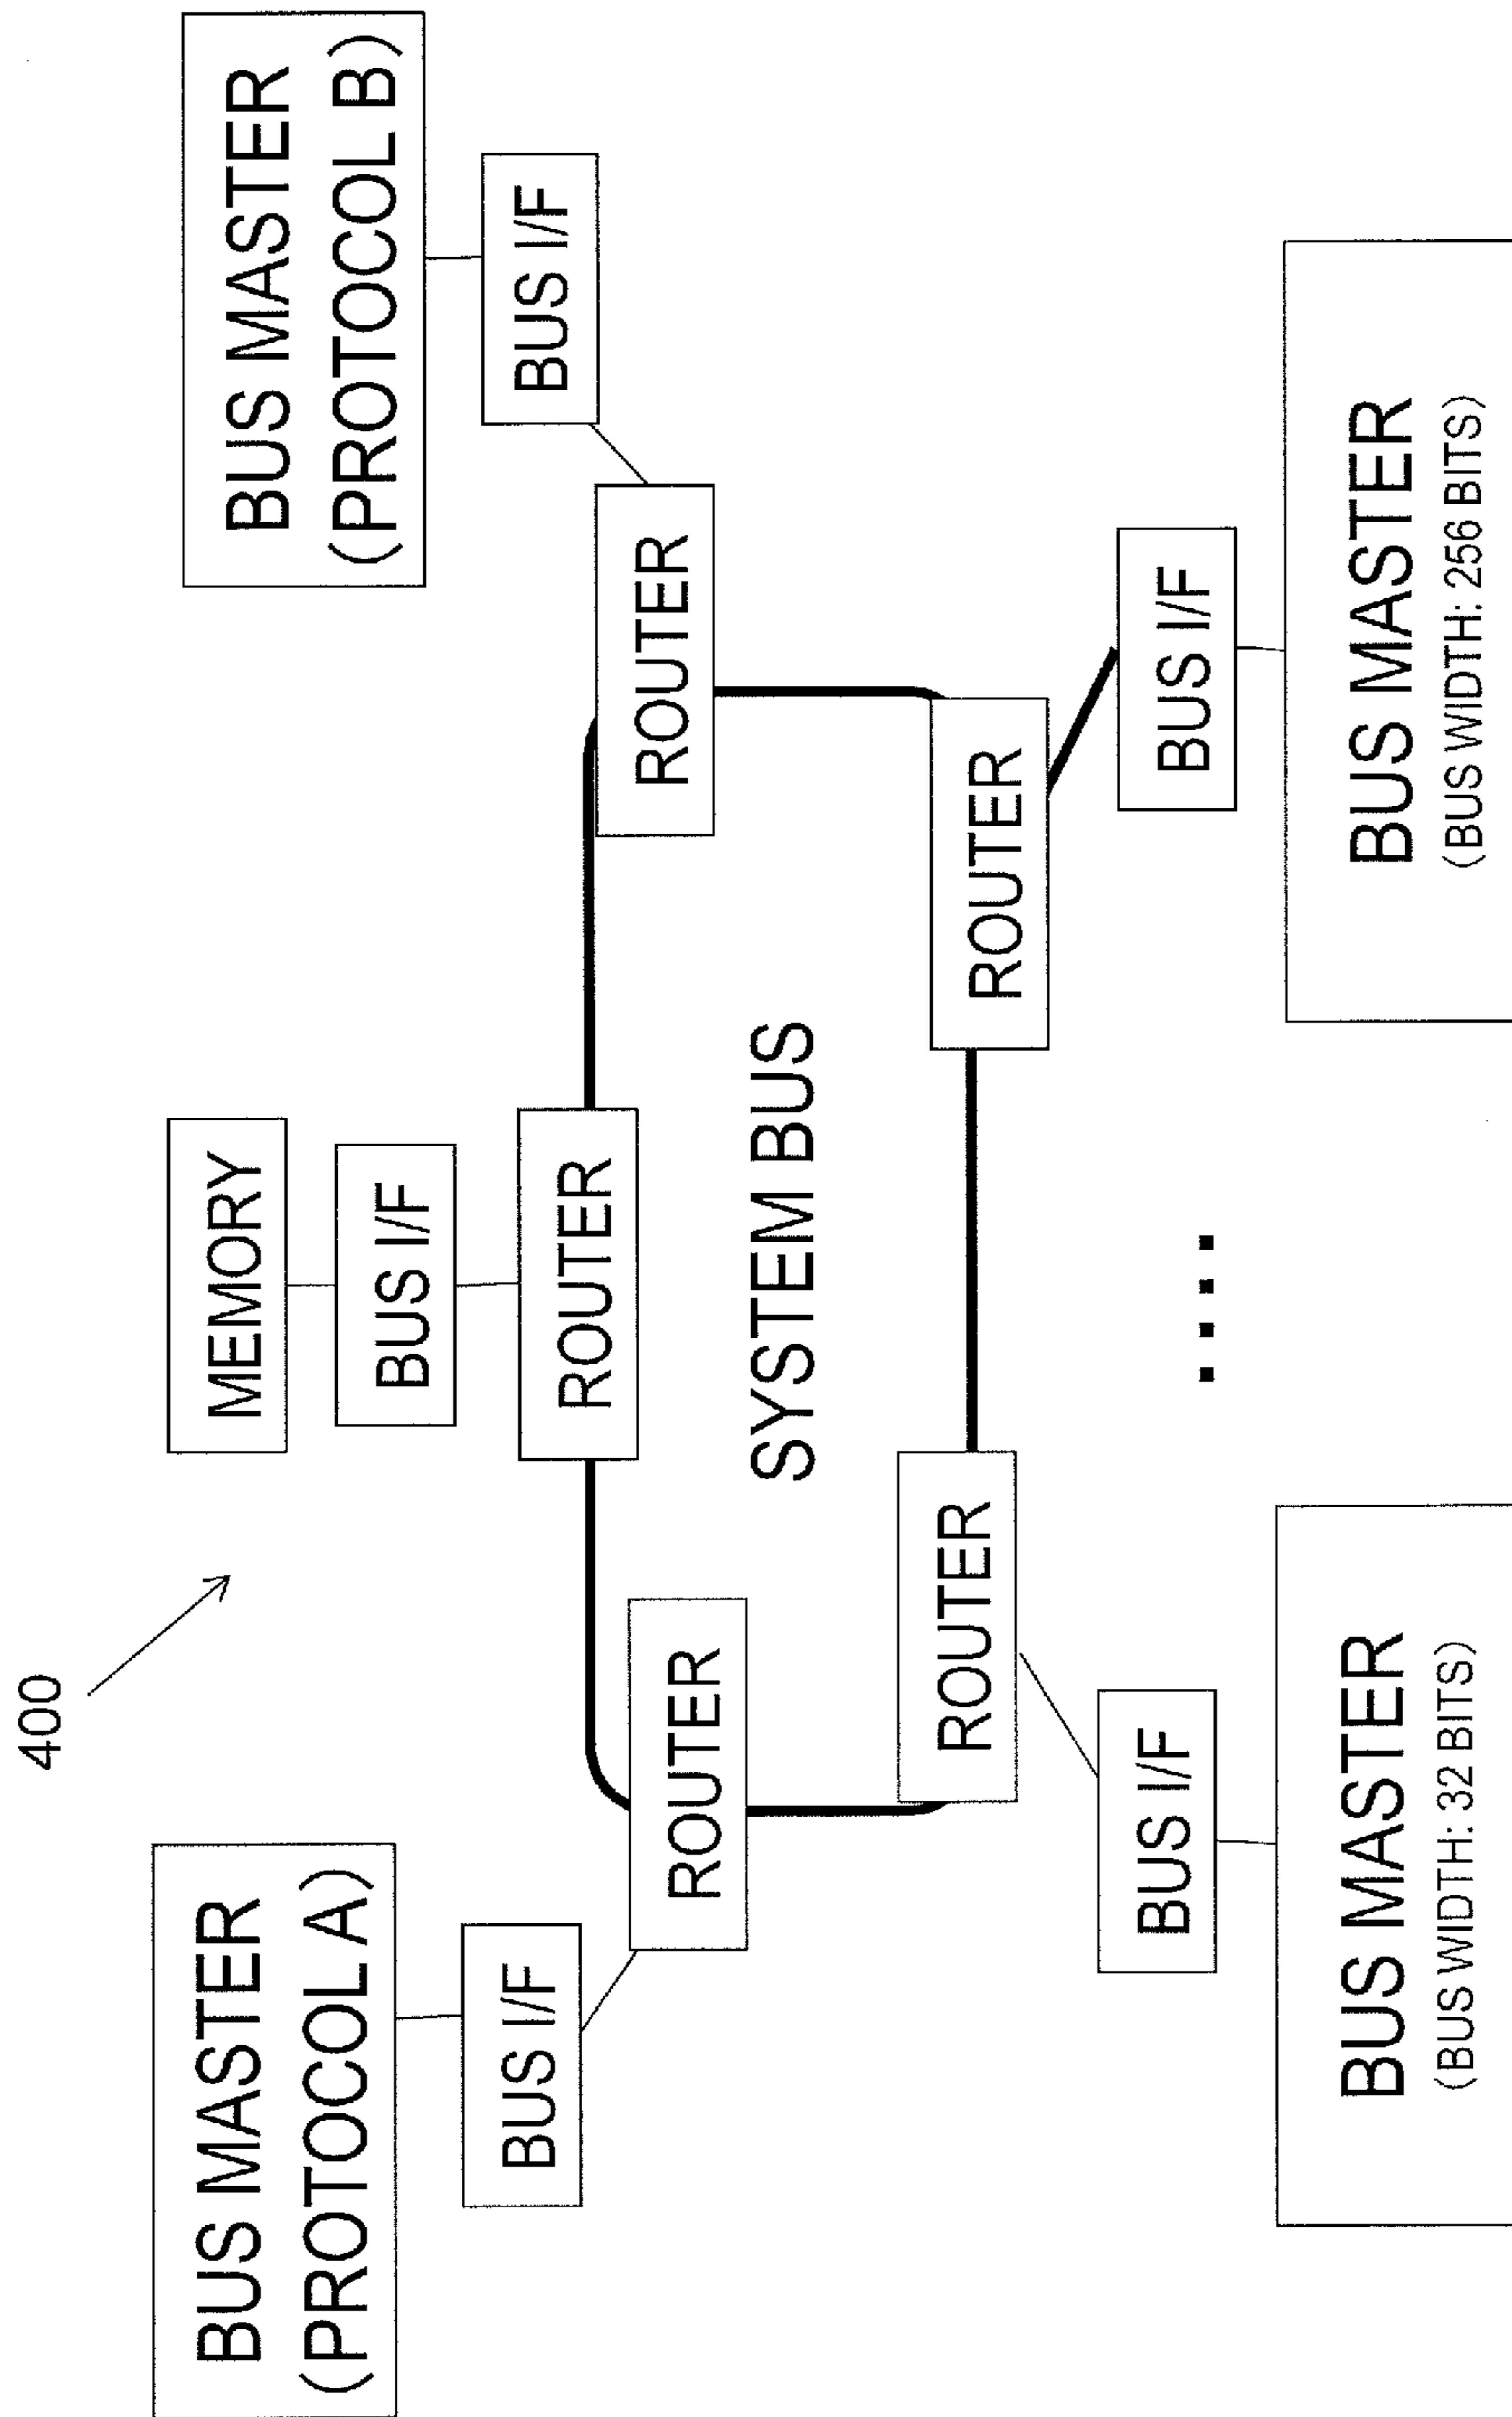 400
BUS MASTER
(PROTOCOL A)
MEMORY
BUS MASTER
(PROTOCOL B)
BUS I/F
BUS I/F
BUS I/F
ROUTER
ROUTER
ROUTER
SYSTEM BUS
ROUTER
ROUTER
BUS I/F
....
BUS I/F
BUS MASTER
(BUS WIDTH: 32 BITS)
BUS MASTER
(BUS WIDTH: 256 BITS)